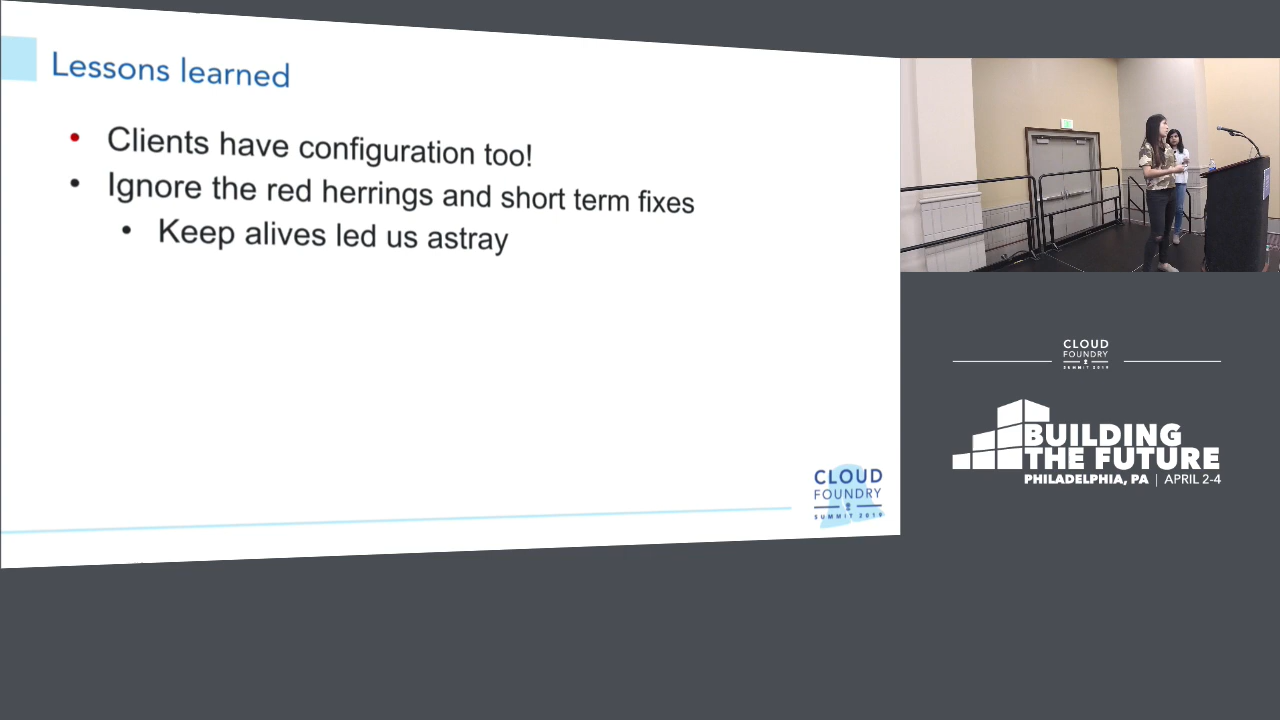 Lessons learned
• Clients have configuration too!
• Ignore the red herrings and short term fixes
• Keep alives led us astray
CLOUD
FOUNDRY
SUMMIT 2019
CLOUD
FOUNDRY
SUMMIT 2019
BUILDING
THE FUTURE
PHILADELPHIA, PA | APRIL 2-4